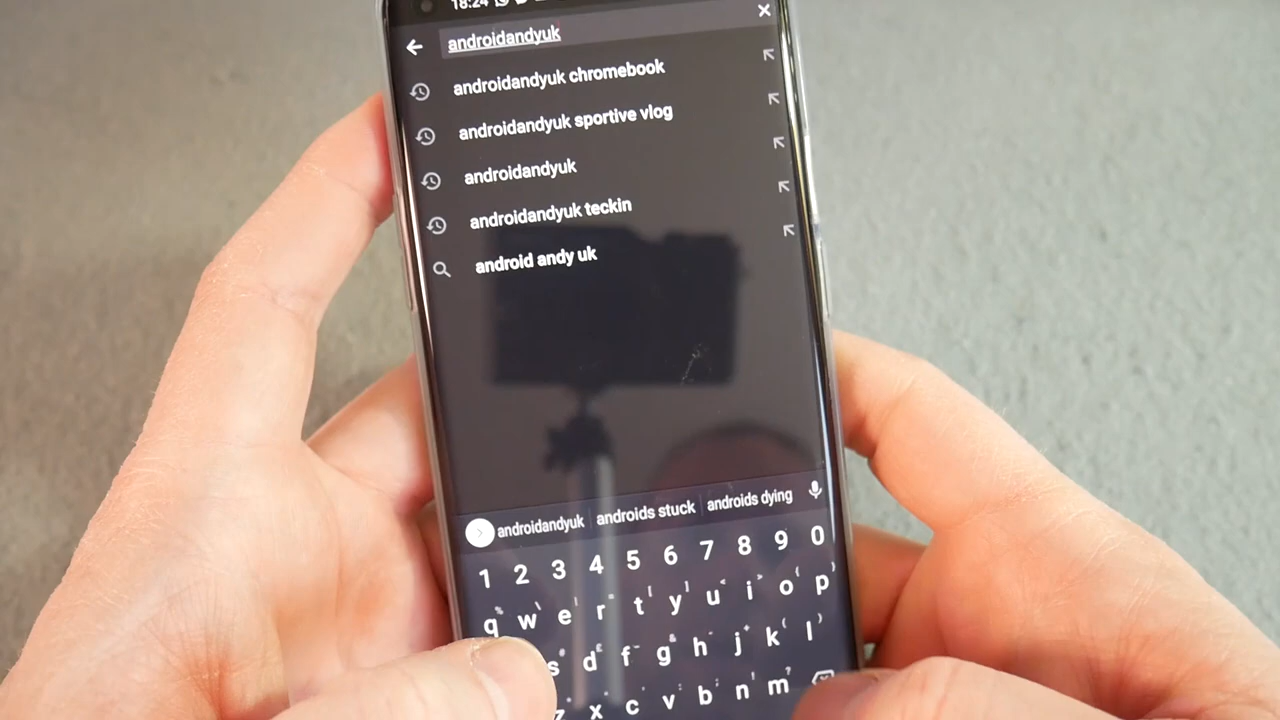 18:24
androidandyuk
androidandyuk chromebook
androidandyuk sportive vlog
androidandyuk
androidandyuk teckin
android andy uk
androidandyuk androids stuck androids dying
1 2 3 4 5 6 7 8 9 0
q w e r t y u i o p
s d f g h j k l
z x c v b n m